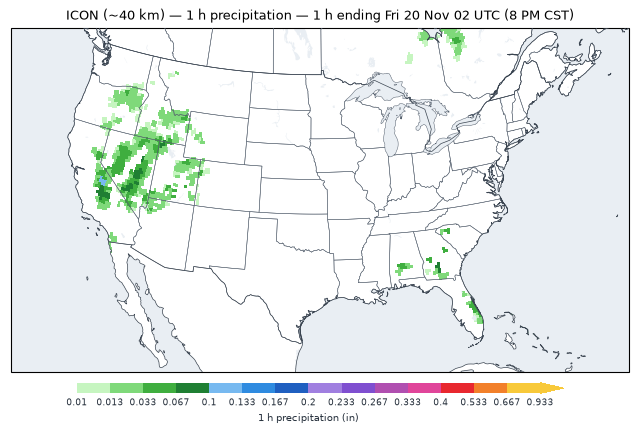 ICON (~40 km) — 1 h precipitation — 1 h ending Fri 20 Nov 02 UTC (8 PM CST)
0.01 0.013 0.033 0.067 0.1 0.133 0.167 0.2 0.233 0.267 0.333 0.4 0.533 0.667 0.933
1 h precipitation (in)